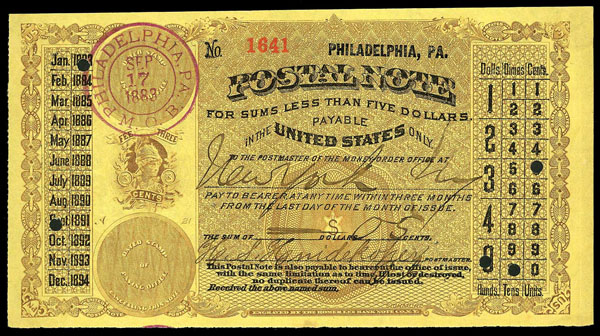 No. 1641 PHILADELPHIA, PA.
POSTAL NOTE
FOR SUMS LESS THAN FIVE DOLLARS,
PAYABLE
IN THE UNITED STATES ONLY.
TO THE POSTMASTER OF THE MONEY ORDER OFFICE AT
New York
PAY TO BEARER AT ANY TIME WITHIN THREE MONTHS
FROM THE LAST DAY OF THE MONTH OF ISSUE.
$
THE SUM OF DOLLARS 05 CENTS.
POSTMASTER.
This Postal Note is also payable to bearer at the office of issue,
with the same limitation as to time, if lost or destroyed,
no duplicate thereof can be issued.
Received the above named sum.
ENGRAVED BY THE HOMER LEE BANK NOTE CO. N.Y.
PHILADELPHIA, PA.
SEP
17
1883
M.O.B.
Jan. 1883
Feb. 1884
Mar. 1885
Apr. 1886
May 1887
June 1888
July 1889
Aug. 1890
Sept. 1891
Oct. 1892
Nov. 1893
Dec. 1894
FEE THREE
CENTS
Dolls. Dimes Cents.
1 1 1
2 2
2 3 3
4 4
3 5
6 6
4 7 7
8 8
0 9 9
0
Hunds. Tens Units.